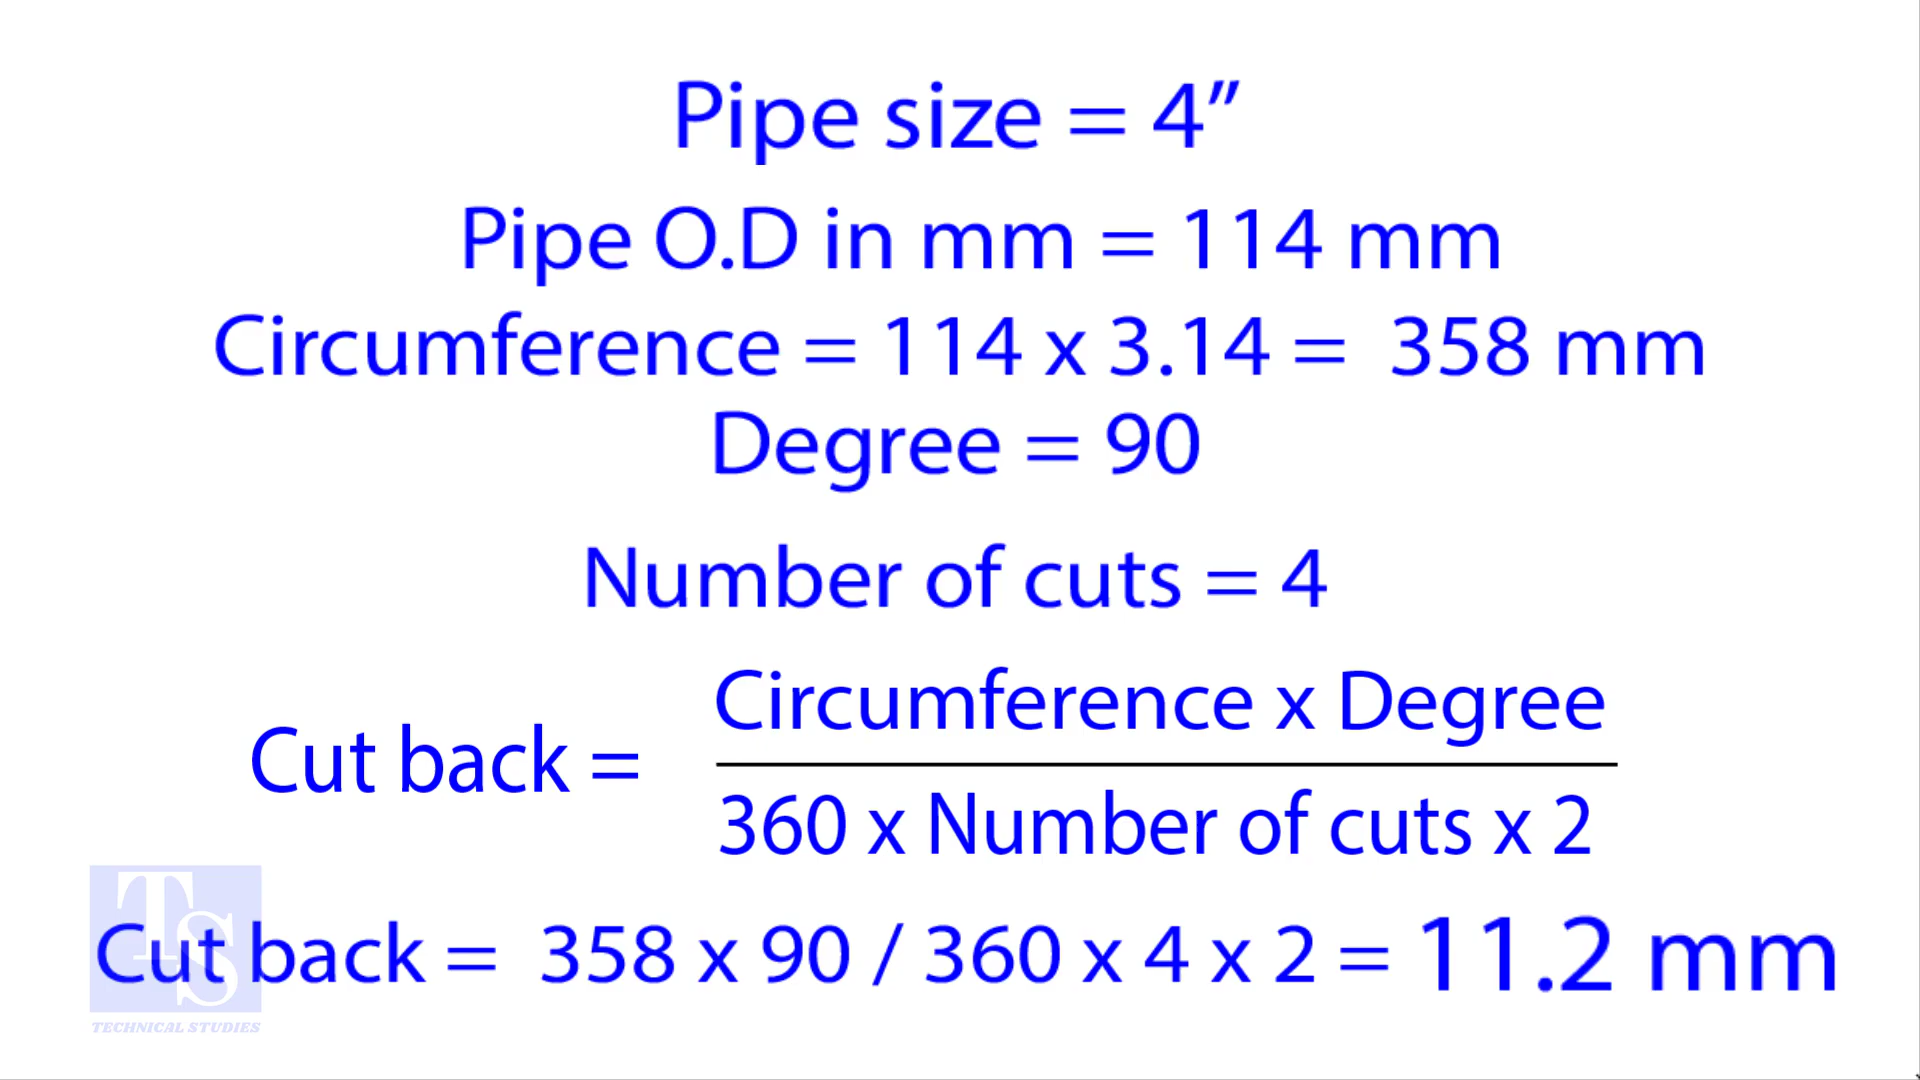 Pipe size = 4”
Pipe O.D in mm = 114 mm
Circumference = 114 x 3.14 = 358 mm
Degree = 90
Number of cuts = 4
Cut back =
Circumference x Degree
360 x Number of cuts x 2
Cut back = 358 x 90 / 360 x 4 x 2 = 11.2 mm
TS
TECHNICAL STUDIES